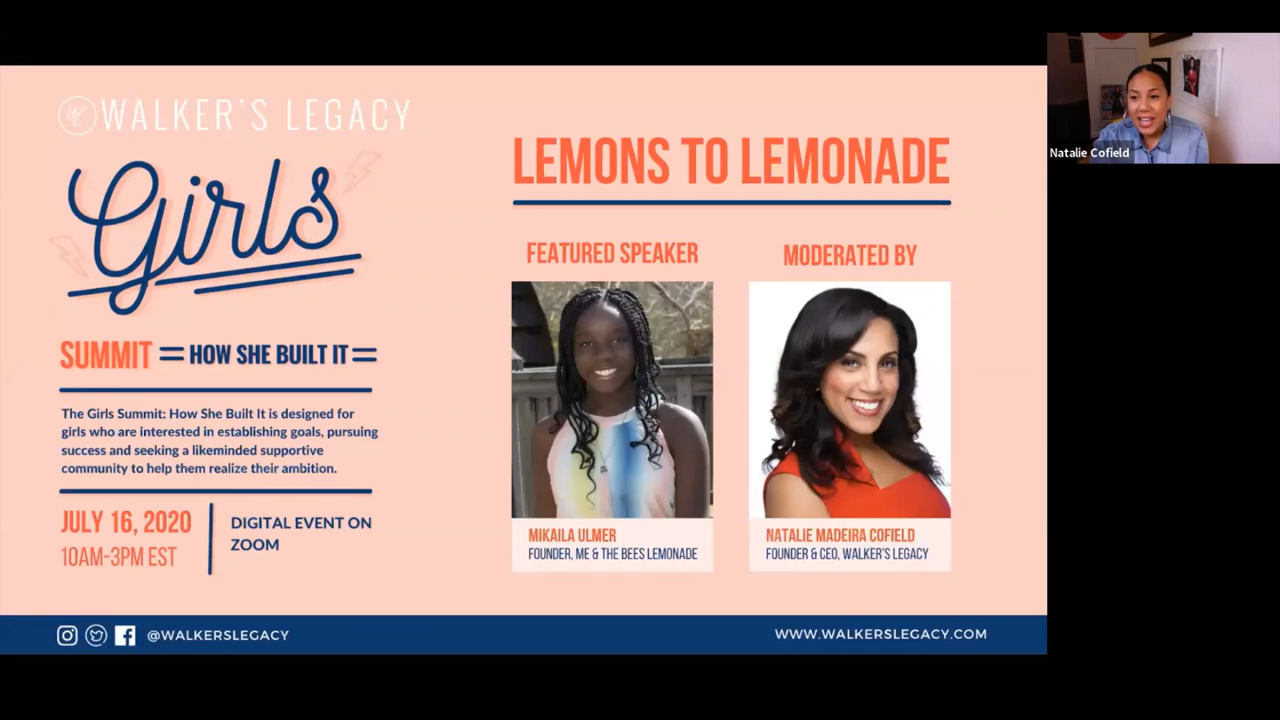 WALKER'S LEGACY
Girls
SUMMIT = HOW SHE BUILT IT =
The Girls Summit: How She Built It is designed for
girls who are interested in establishing goals, pursuing
success and seeking a likeminded supportive
community to help them realize their ambition.
JULY 16, 2020
10AM-3PM EST
DIGITAL EVENT ON
ZOOM
LEMONS TO LEMONADE
FEATURED SPEAKER
MIKAILA ULMER
FOUNDER, ME & THE BEES LEMONADE
MODERATED BY
NATALIE MADEIRA COFIELD
FOUNDER & CEO, WALKER'S LEGACY
@WALKERSLEGACY
WWW.WALKERSLEGACY.COM
Natalie Cofield